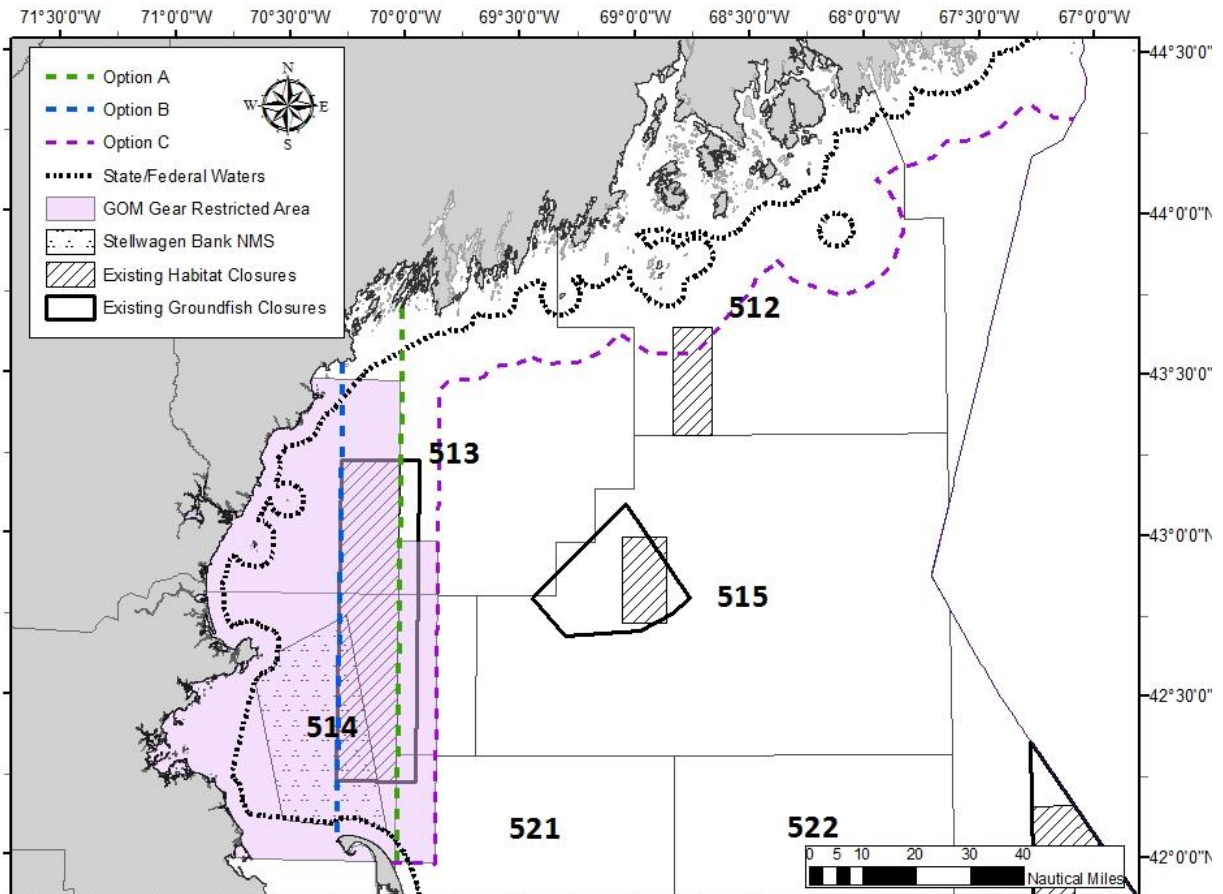 71°30'0"W 71°0'0"W 70°30'0"W 70°0'0"W 69°30'0"W 69°0'0"W 68°30'0"W 68°0'0"W 67°30'0"W 67°0'0"W
Option A
Option B
Option C
State/Federal Waters
GOM Gear Restricted Area
Stellwagen Bank NMS
Existing Habitat Closures
Existing Groundfish Closures
N
W E
S
44°30'0"N
44°0'0"N
43°30'0"N
43°0'0"N
42°30'0"N
42°0'0"N
512
513
515
514
521
522
0 5 10 20 30 40
Nautical Miles